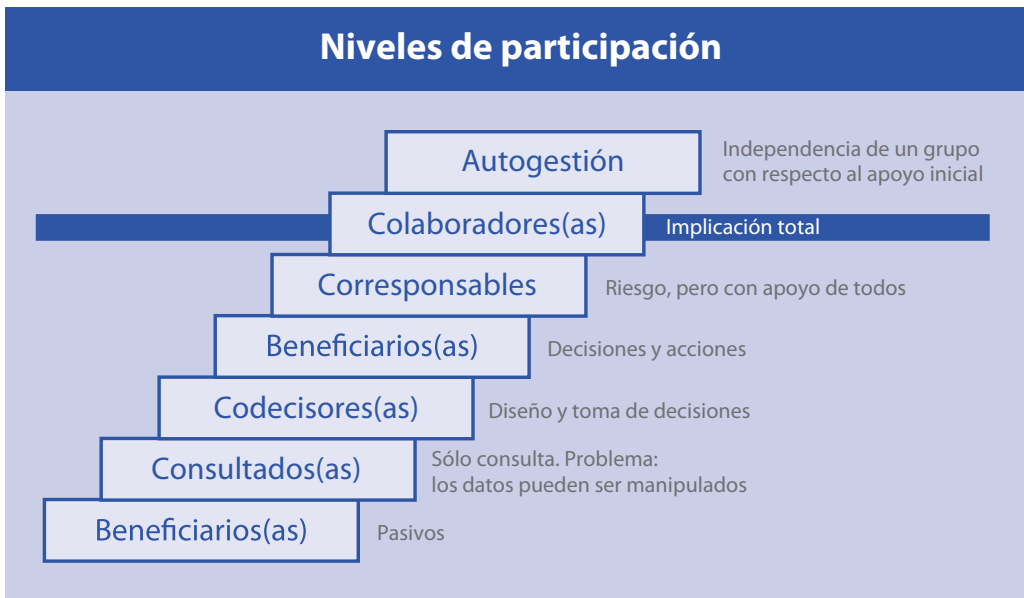 Niveles de participación
Autogestión
Independencia de un grupo
con respecto al apoyo inicial
Colaboradores(as)
Implicación total
Corresponsables
Riesgo, pero con apoyo de todos
Beneficiarios(as)
Decisiones y acciones
Codecisores(as)
Diseño y toma de decisiones
Consultados(as)
Sólo consulta. Problema:
los datos pueden ser manipulados
Beneficiarios(as)
Pasivos